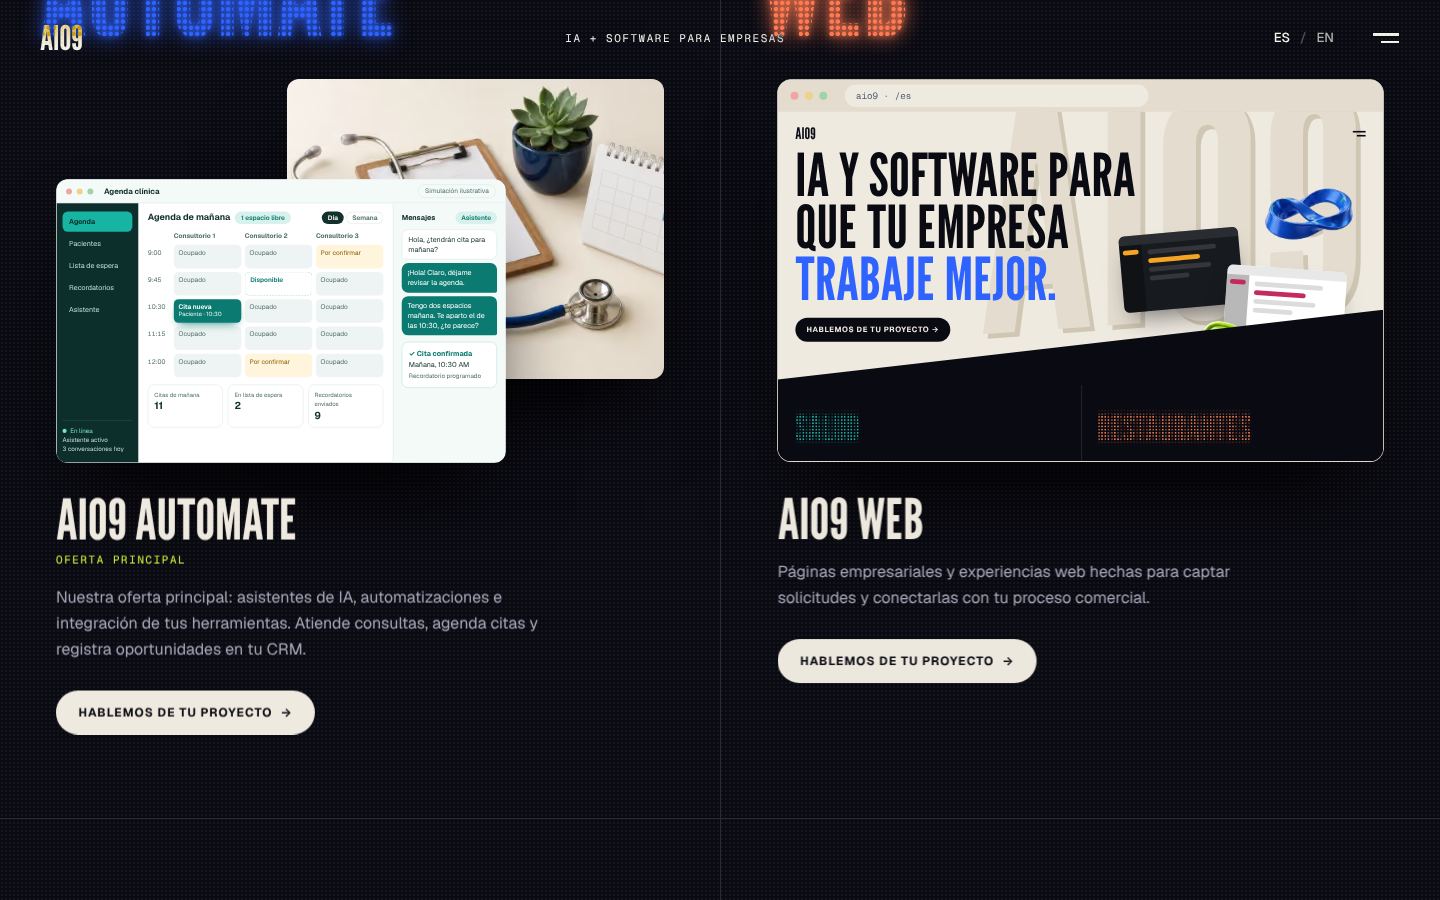 AUTOMATE
WEB
AI09
IA + SOFTWARE PARA EMPRESAS
ES / EN
Agenda clínica
Simulación ilustrativa
Agenda
Pacientes
Lista de espera
Recordatorios
Asistente
En línea
Asistente activo
3 conversaciones hoy
Agenda de mañana
1 espacio libre
Día
Semana
Consultorio 1
Consultorio 2
Consultorio 3
9:00
Ocupado
Ocupado
Por confirmar
9:45
Ocupado
Disponible
Ocupado
10:30
Cita nueva
Paciente · 10:30
Ocupado
Ocupado
11:15
Ocupado
Ocupado
Ocupado
12:00
Ocupado
Por confirmar
Ocupado
Citas de mañana
11
En lista de espera
2
Recordatorios
enviados
9
Mensajes
Asistente
Hola, ¿tendrán cita para
mañana?
¡Hola! Claro, déjame
revisar la agenda.
Tengo dos espacios
mañana. Te aparto el de
las 10:30, ¿te parece?
✓ Cita confirmada
Mañana, 10:30 AM
Recordatorio programado
AI09 AUTOMATE
OFERTA PRINCIPAL
Nuestra oferta principal: asistentes de IA, automatizaciones e
integración de tus herramientas. Atiende consultas, agenda citas y
registra oportunidades en tu CRM.
HABLEMOS DE TU PROYECTO →
aio9 · /es
AI09
AI09
IA Y SOFTWARE PARA
QUE TU EMPRESA
TRABAJE MEJOR.
HABLEMOS DE TU PROYECTO →
SALUD
RESTAURANTES
AI09 WEB
Páginas empresariales y experiencias web hechas para captar
solicitudes y conectarlas con tu proceso comercial.
HABLEMOS DE TU PROYECTO →